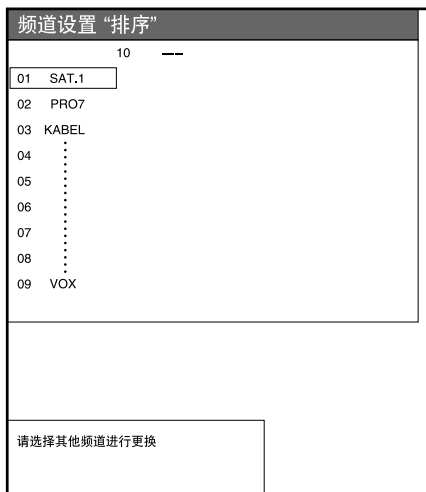 频道设置 “排序”
10 ––
01 SAT.1
02 PRO7
03 KABEL
04
05
06
07
08
09 VOX
请选择其他频道进行更换